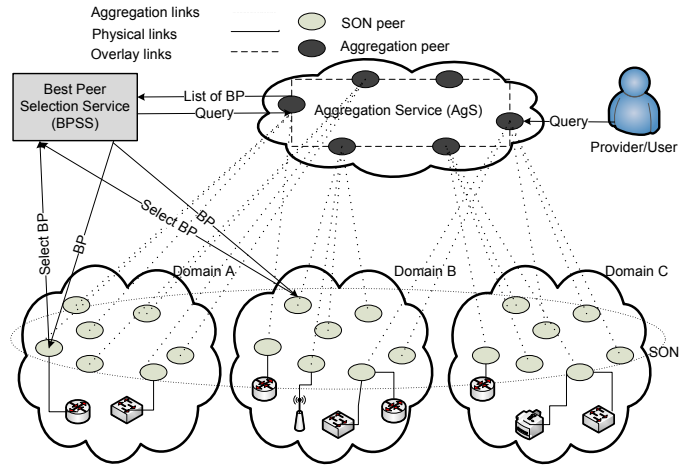 Aggregation links
Physical links
Overlay links
SON peer
Aggregation peer
Best Peer
Selection Service
(BPSS)
List of BP
Query
Aggregation Service (AgS)
Query
Provider/User
Select BP
BP
Select BP
BP
Domain A
Domain B
Domain C
SON